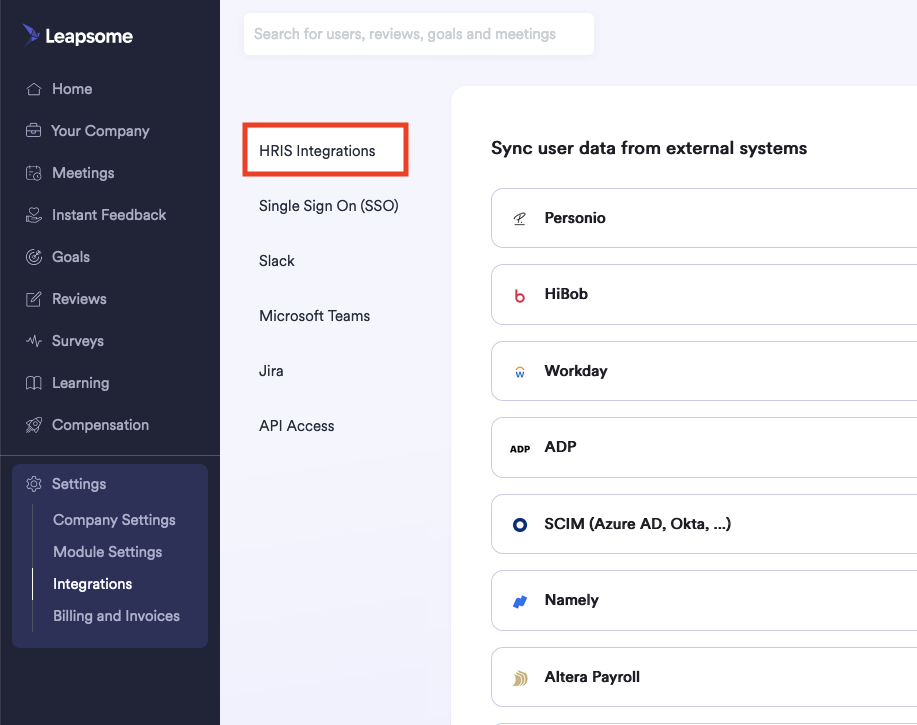 Leapsome
Search for users, reviews, goals and meetings
Home
Your Company
Meetings
Instant Feedback
Goals
Reviews
Surveys
Learning
Compensation
Settings
Company Settings
Module Settings
Integrations
Billing and Invoices
HRIS Integrations
Single Sign On (SSO)
Slack
Microsoft Teams
Jira
API Access
Sync user data from external systems
Personio
b HiBob
w Workday
ADP ADP
SCIM (Azure AD, Okta, ...)
Namely
Altera Payroll